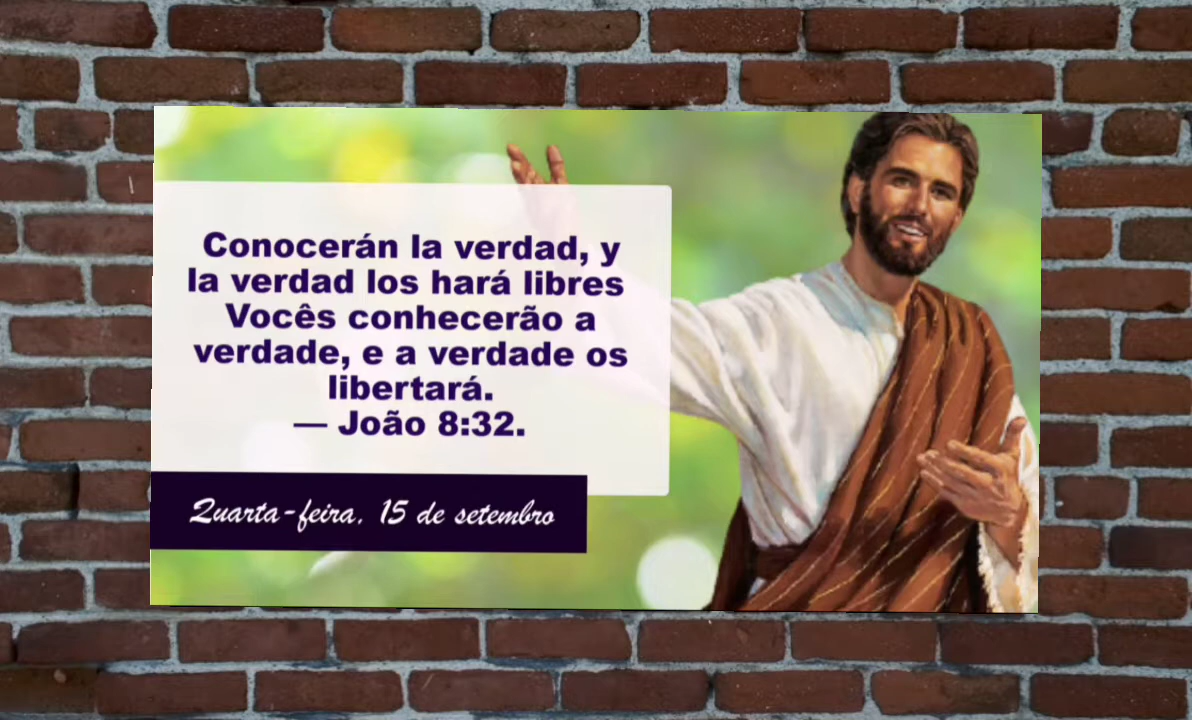 Conocerán la verdad, y
la verdad los hará libres
Vocês conhecerão a
verdade, e a verdade os
libertará.
— João 8:32.
Quarta-feira, 15 de setembro